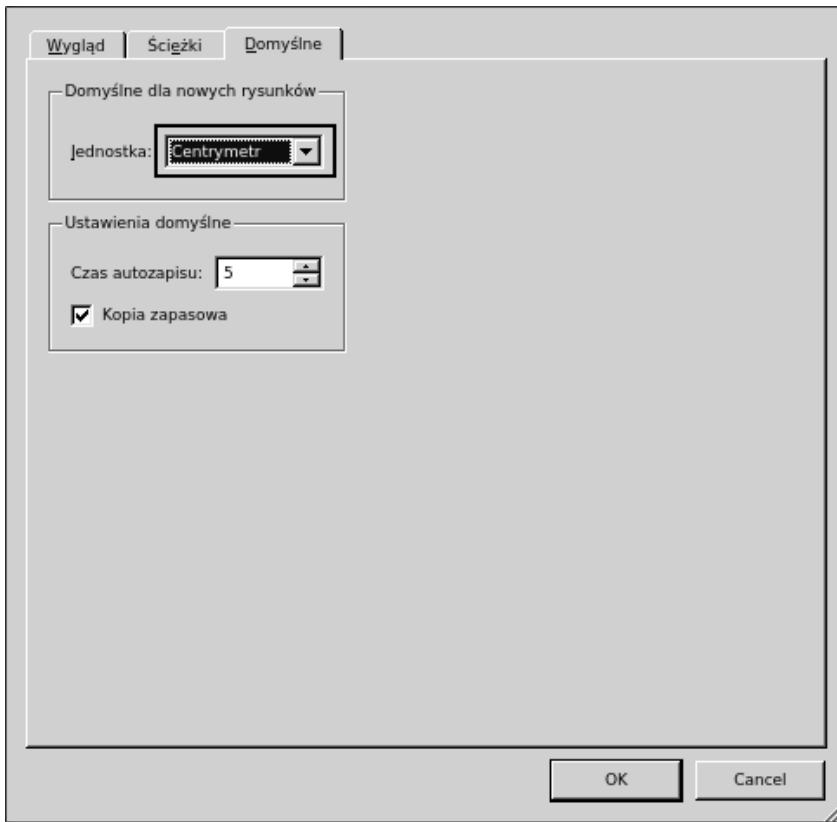 Wygląd Ścieżki Domyślne
Domyślne dla nowych rysunków
Jednostka: Centrymetr
Ustawienia domyślne
Czas autozapisu: 5
Kopia zapasowa
OK Cancel